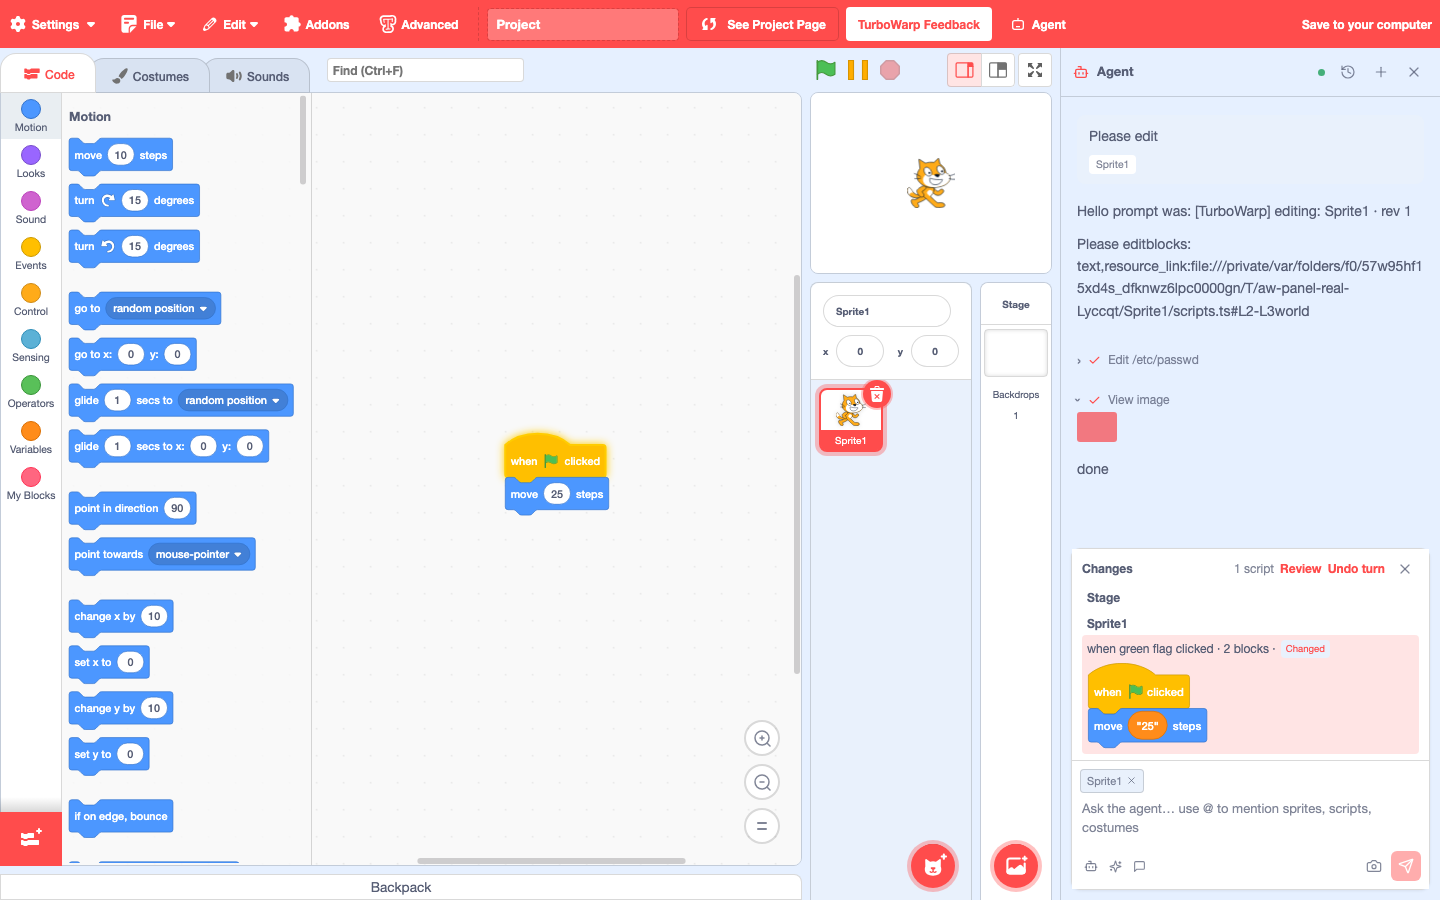 Settings File Edit Addons Advanced Project See Project Page TurboWarp Feedback Agent Save to your computer
Code Costumes Sounds
Find (Ctrl+F)
Motion
Looks
Sound
Events
Control
Sensing
Operators
Variables
My Blocks
Motion
move 10 steps
turn 15 degrees
turn 15 degrees
go to random position
go to x: 0 y: 0
glide 1 secs to random position
glide 1 secs to x: 0 y: 0
point in direction 90
point towards mouse-pointer
change x by 10
set x to 0
change y by 10
set y to 0
if on edge, bounce
when clicked
move 25 steps
Backpack
Sprite1
x 0 y 0
Sprite1
Stage
Backdrops
1
Agent
Please edit
Sprite1
Hello prompt was: [TurboWarp] editing: Sprite1 · rev 1
Please editblocks:
text,resource_link:file:///private/var/folders/f0/57w95hf1
5xd4s_dfknwz6lpc0000gn/T/aw-panel-real-
Lyccqt/Sprite1/scripts.ts#L2-L3world
Edit /etc/passwd
View image
done
Changes 1 script Review Undo turn
Stage
Sprite1
when green flag clicked · 2 blocks · Changed
when clicked
move "25" steps
Sprite1
Ask the agent… use @ to mention sprites, scripts,
costumes